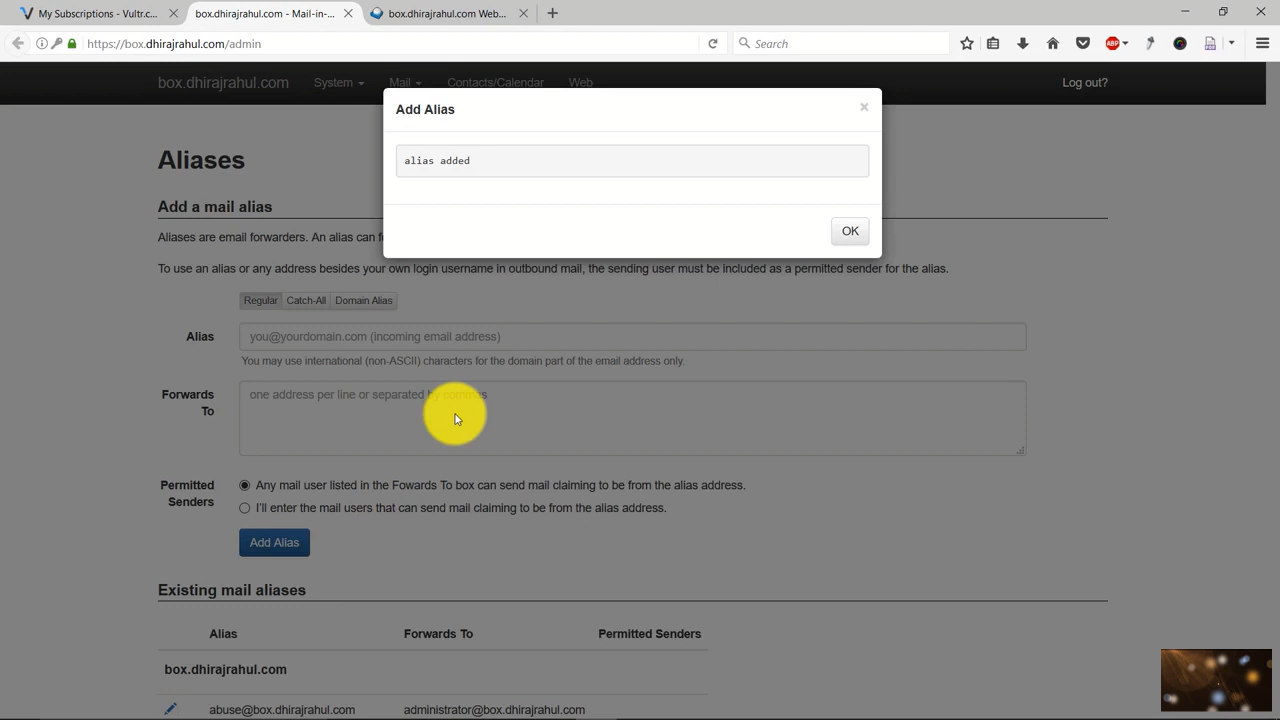 My Subscriptions - Vultr.c...
box.dhirajrahul.com - Mail-in-...
box.dhirajrahul.com Web...
https://box.dhirajrahul.com/admin
Search
ABP
box.dhirajrahul.com
System
Mail
Contacts/Calendar
Web
Log out?
Add Alias
×
alias added
OK
Aliases
Add a mail alias
Aliases are email forwarders. An alias can f
To use an alias or any address besides your own login username in outbound mail, the sending user must be included as a permitted sender for the alias.
Regular
Catch-All
Domain Alias
Alias
you@yourdomain.com (incoming email address)
You may use international (non-ASCII) characters for the domain part of the email address only.
Forwards To
one address per line or separated by commas
Permitted Senders
Any mail user listed in the Fowards To box can send mail claiming to be from the alias address.
I'll enter the mail users that can send mail claiming to be from the alias address.
Add Alias
Existing mail aliases
Alias
Forwards To
Permitted Senders
box.dhirajrahul.com
abuse@box.dhirajrahul.com
administrator@box.dhirajrahul.com